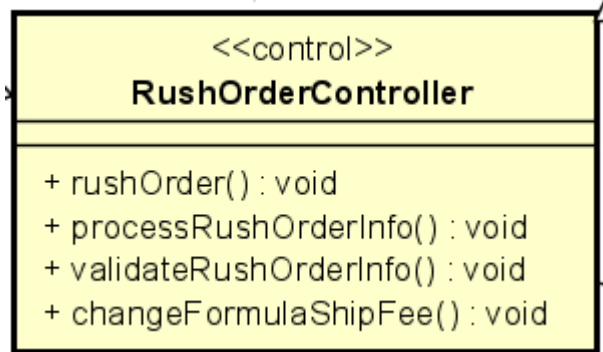 <<control>>
RushOrderController
+ rushOrder() : void
+ processRushOrderInfo() : void
+ validateRushOrderInfo() : void
+ changeFormulaShipFee() : void